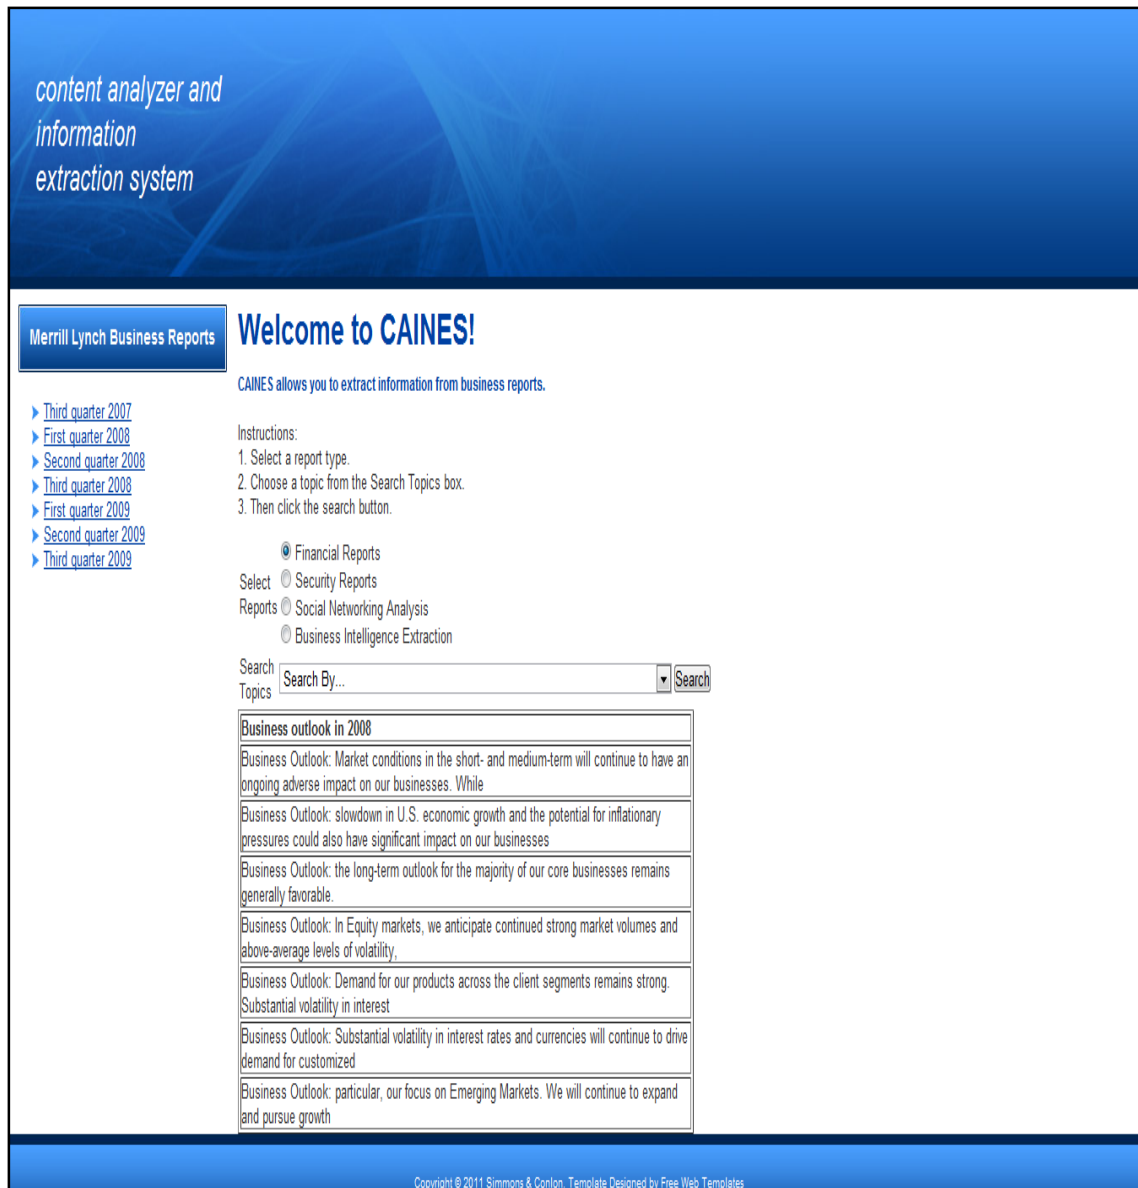 content analyzer and
information
extraction system
Merrill Lynch Business Reports
Third quarter 2007
First quarter 2008
Second quarter 2008
Third quarter 2008
First quarter 2009
Second quarter 2009
Third quarter 2009
Welcome to CAINES!
CAINES allows you to extract information from business reports.
Instructions:
1. Select a report type.
2. Choose a topic from the Search Topics box.
3. Then click the search button.
Select
Reports
Financial Reports
Security Reports
Social Networking Analysis
Business Intelligence Extraction
Search
Topics
Search By...
Search
Business outlook in 2008
Business Outlook: Market conditions in the short- and medium-term will continue to have an
ongoing adverse impact on our businesses. While
Business Outlook: slowdown in U.S. economic growth and the potential for inflationary
pressures could also have significant impact on our businesses
Business Outlook: the long-term outlook for the majority of our core businesses remains
generally favorable.
Business Outlook: In Equity markets, we anticipate continued strong market volumes and
above-average levels of volatility,
Business Outlook: Demand for our products across the client segments remains strong.
Substantial volatility in interest
Business Outlook: Substantial volatility in interest rates and currencies will continue to drive
demand for customized
Business Outlook: particular, our focus on Emerging Markets. We will continue to expand
and pursue growth
Copyright © 2011 Simmons & Conlon. Template Designed by Free Web Templates